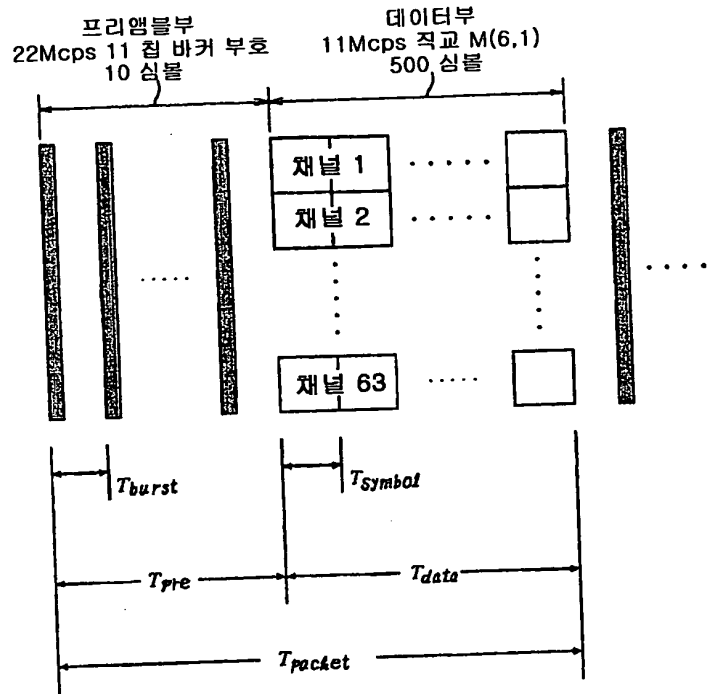 프리앰블부
22Mcps 11 칩 바커 부호
10 심볼
데이터부
11Mcps 직교 M(6,1)
500 심볼
채널 1
채널 2
채널 63
Tburst
Tsymbol
Tpre
Tdata
Tpacket